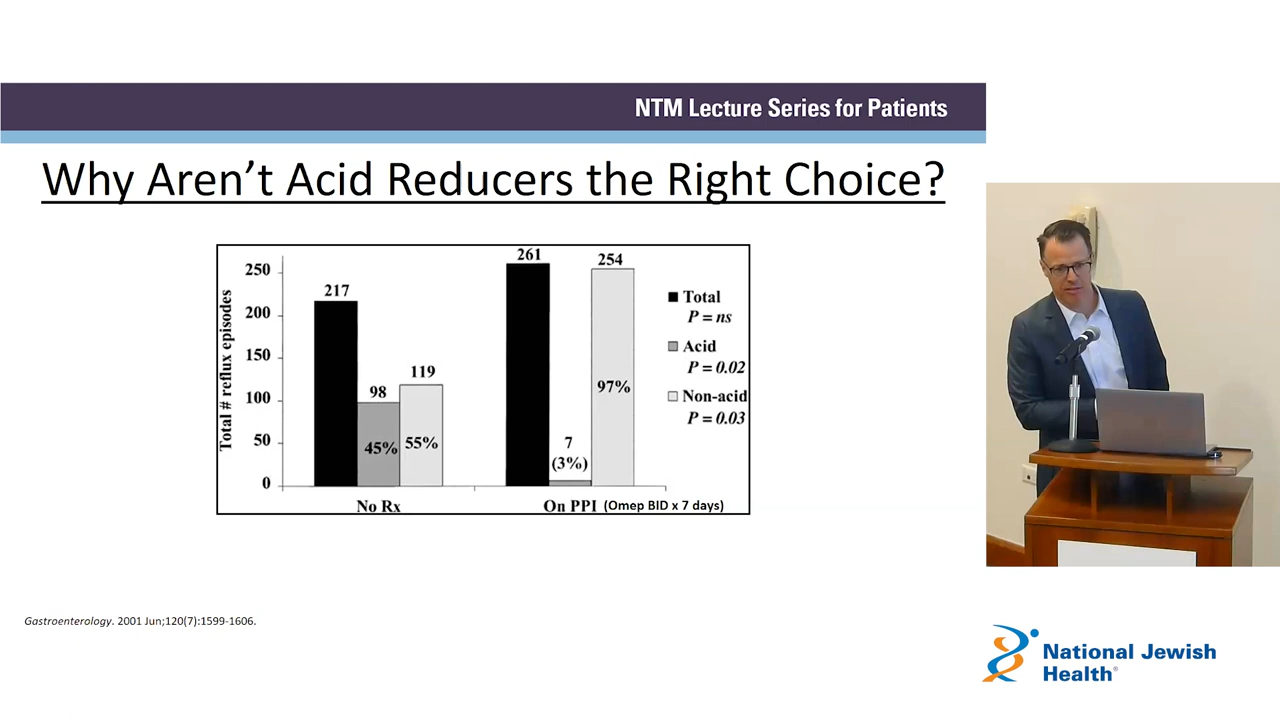 NTM Lecture Series for Patients
Why Aren't Acid Reducers the Right Choice?
Total # reflux episodes
250
200
150
100
50
0
217
98
119
45%
55%
261
7
(3%)
254
97%
Total
P = ns
Acid
P = 0.02
Non-acid
P = 0.03
No Rx
On PPI (Omep BID x 7 days)
Gastroenterology. 2001 Jun;120(7):1599-1606.
National Jewish
Health®